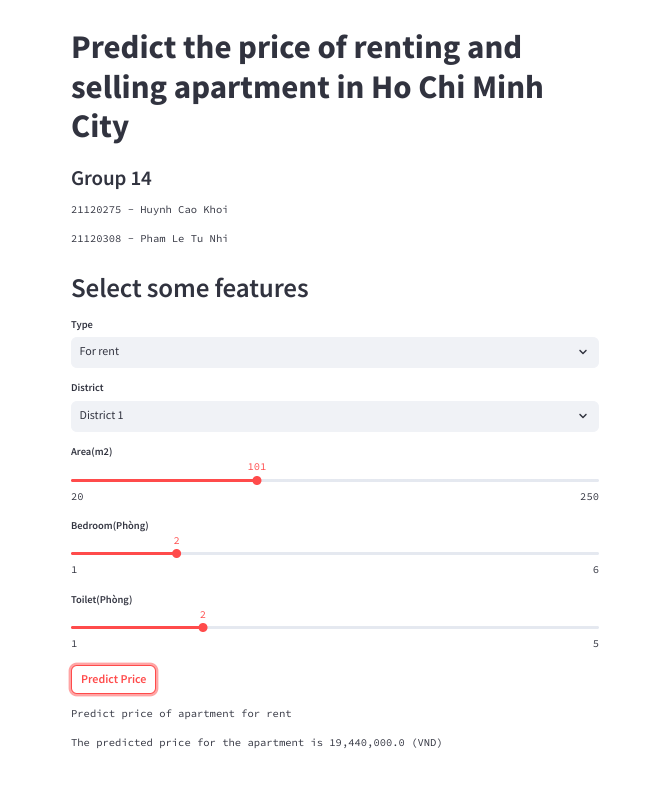 Predict the price of renting and
selling apartment in Ho Chi Minh
City
Group 14
21120275 - Huynh Cao Khoi
21120308 - Pham Le Tu Nhi
Select some features
Type
For rent
District
District 1
Area(m2)
101
20 250
Bedroom(Phòng)
2
1 6
Toilet(Phòng)
2
1 5
Predict Price
Predict price of apartment for rent
The predicted price for the apartment is 19,440,000.0 (VND)